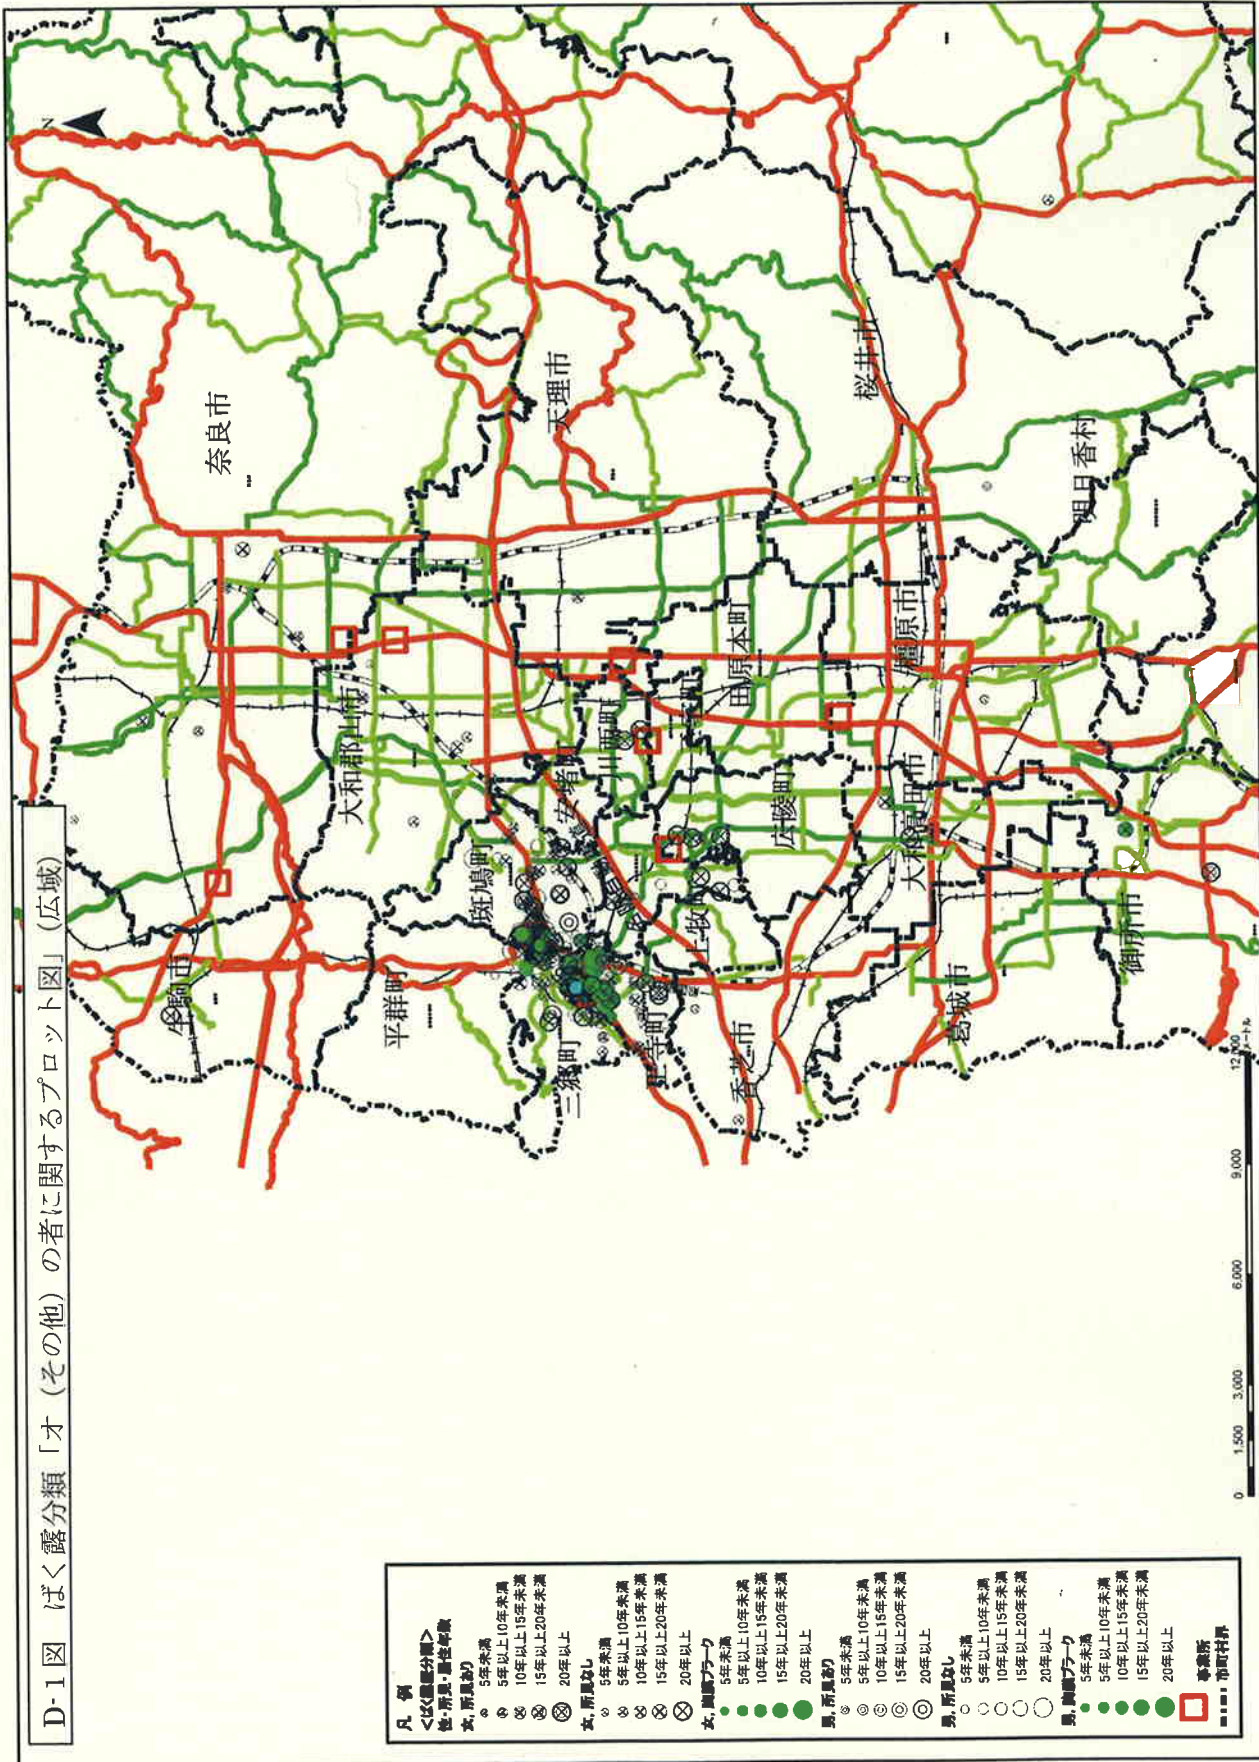 D-1図 ばく露分類「オ（その他）の者に関するプロット図」（広域）
N
奈良市
天理市
桜井市
明日香村
生駒市
大和郡山市
平群町
斑鳩町
安堵町
川西町
三宅町
田原本町
橿原市
三郷町
王寺町
上牧町
広陵町
大和高田市
香芝市
葛城市
御所市
0 1,500 3,000 6,000 9,000 12,000
メートル
凡 例
<ばく露分類>
性・所見・居住年数
女，所見あり
5年未満
5年以上10年未満
10年以上15年未満
15年以上20年未満
20年以上
女，所見なし
5年未満
5年以上10年未満
10年以上15年未満
15年以上20年未満
20年以上
女，胸膜プラーク
5年未満
5年以上10年未満
10年以上15年未満
15年以上20年未満
20年以上
男，所見あり
5年未満
5年以上10年未満
10年以上15年未満
15年以上20年未満
20年以上
男，所見なし
5年未満
5年以上10年未満
10年以上15年未満
15年以上20年未満
20年以上
男，胸膜プラーク
5年未満
5年以上10年未満
10年以上15年未満
15年以上20年未満
20年以上
事業所
市町村界